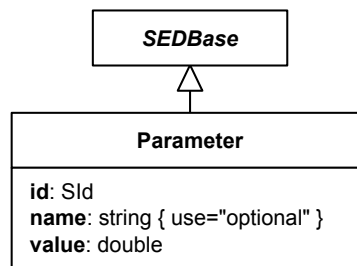 SEDBase
Parameter
id: SId
name: string { use="optional" }
value: double